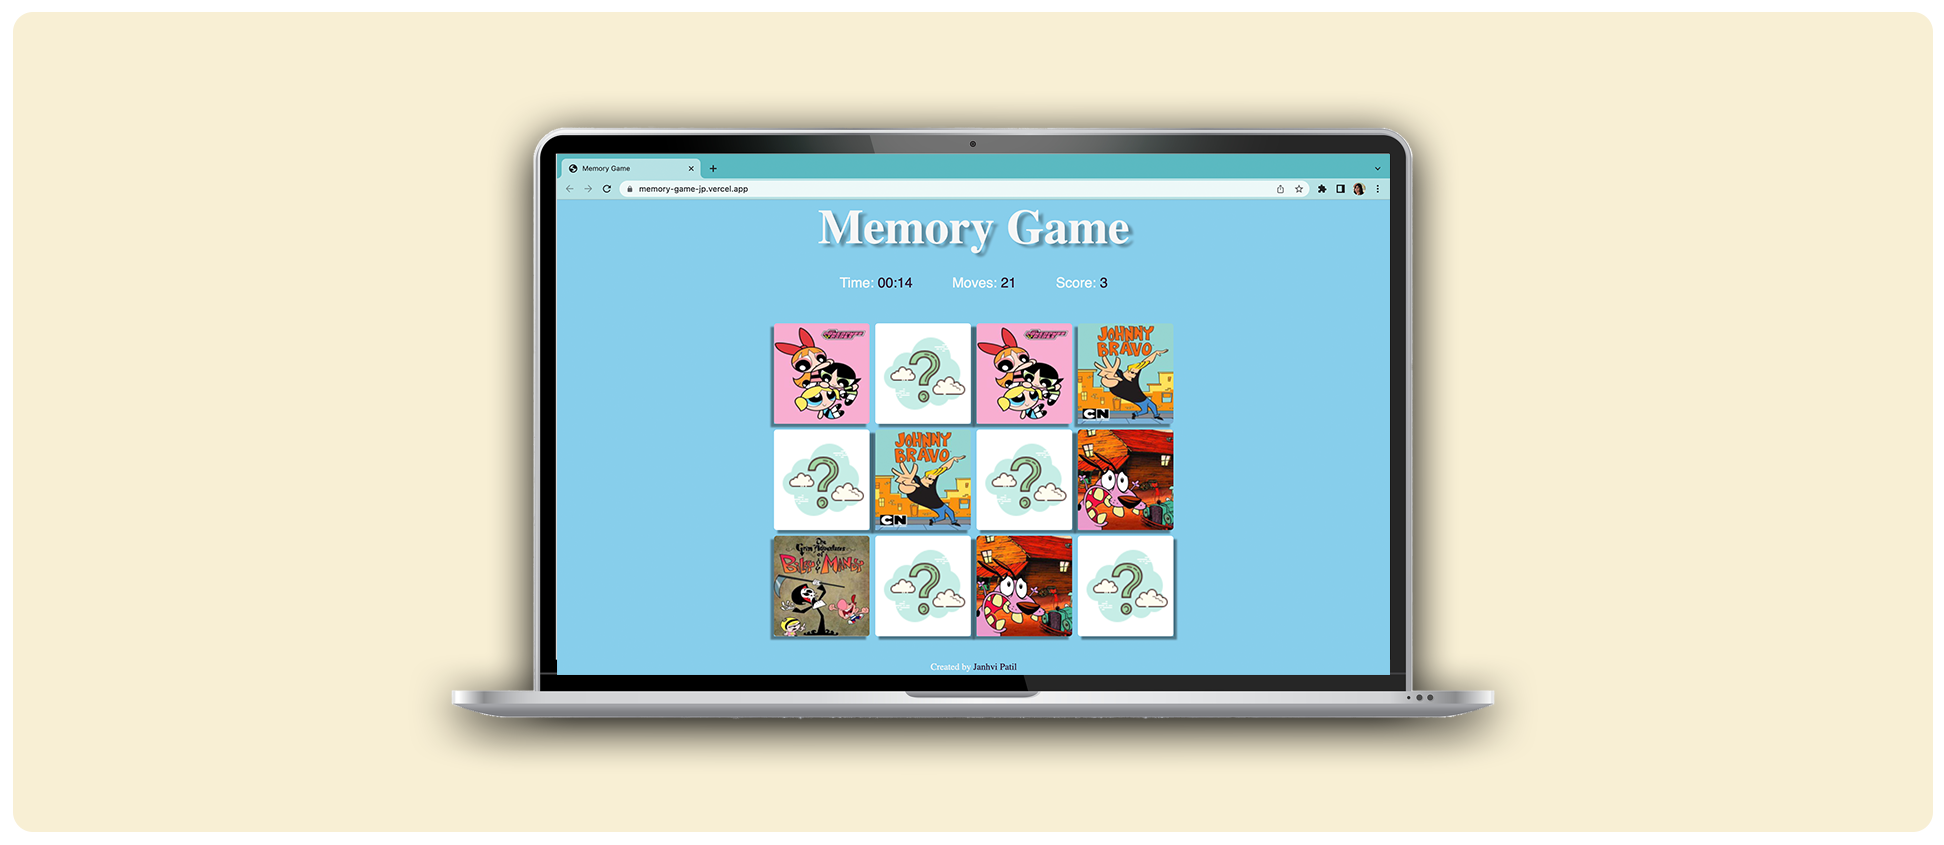 Memory Game
memory-game-jp.vercel.app
Memory Game
Time: 00:14 Moves: 21 Score: 3
JOHNNY
BRAVO
CN
JOHNNY
BRAVO
CN
The
Grim Adventures
of
BILLY & MANDY
Created by Janhvi Patil